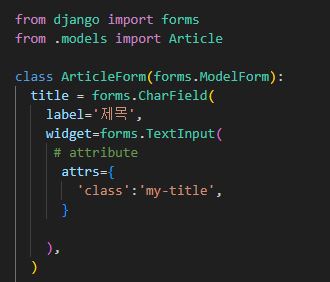 from django import forms
from .models import Article
class ArticleForm(forms.ModelForm):
title = forms.CharField(
label='제목',
widget=forms.TextInput(
# attribute
attrs={
'class':'my-title',
}
),
)